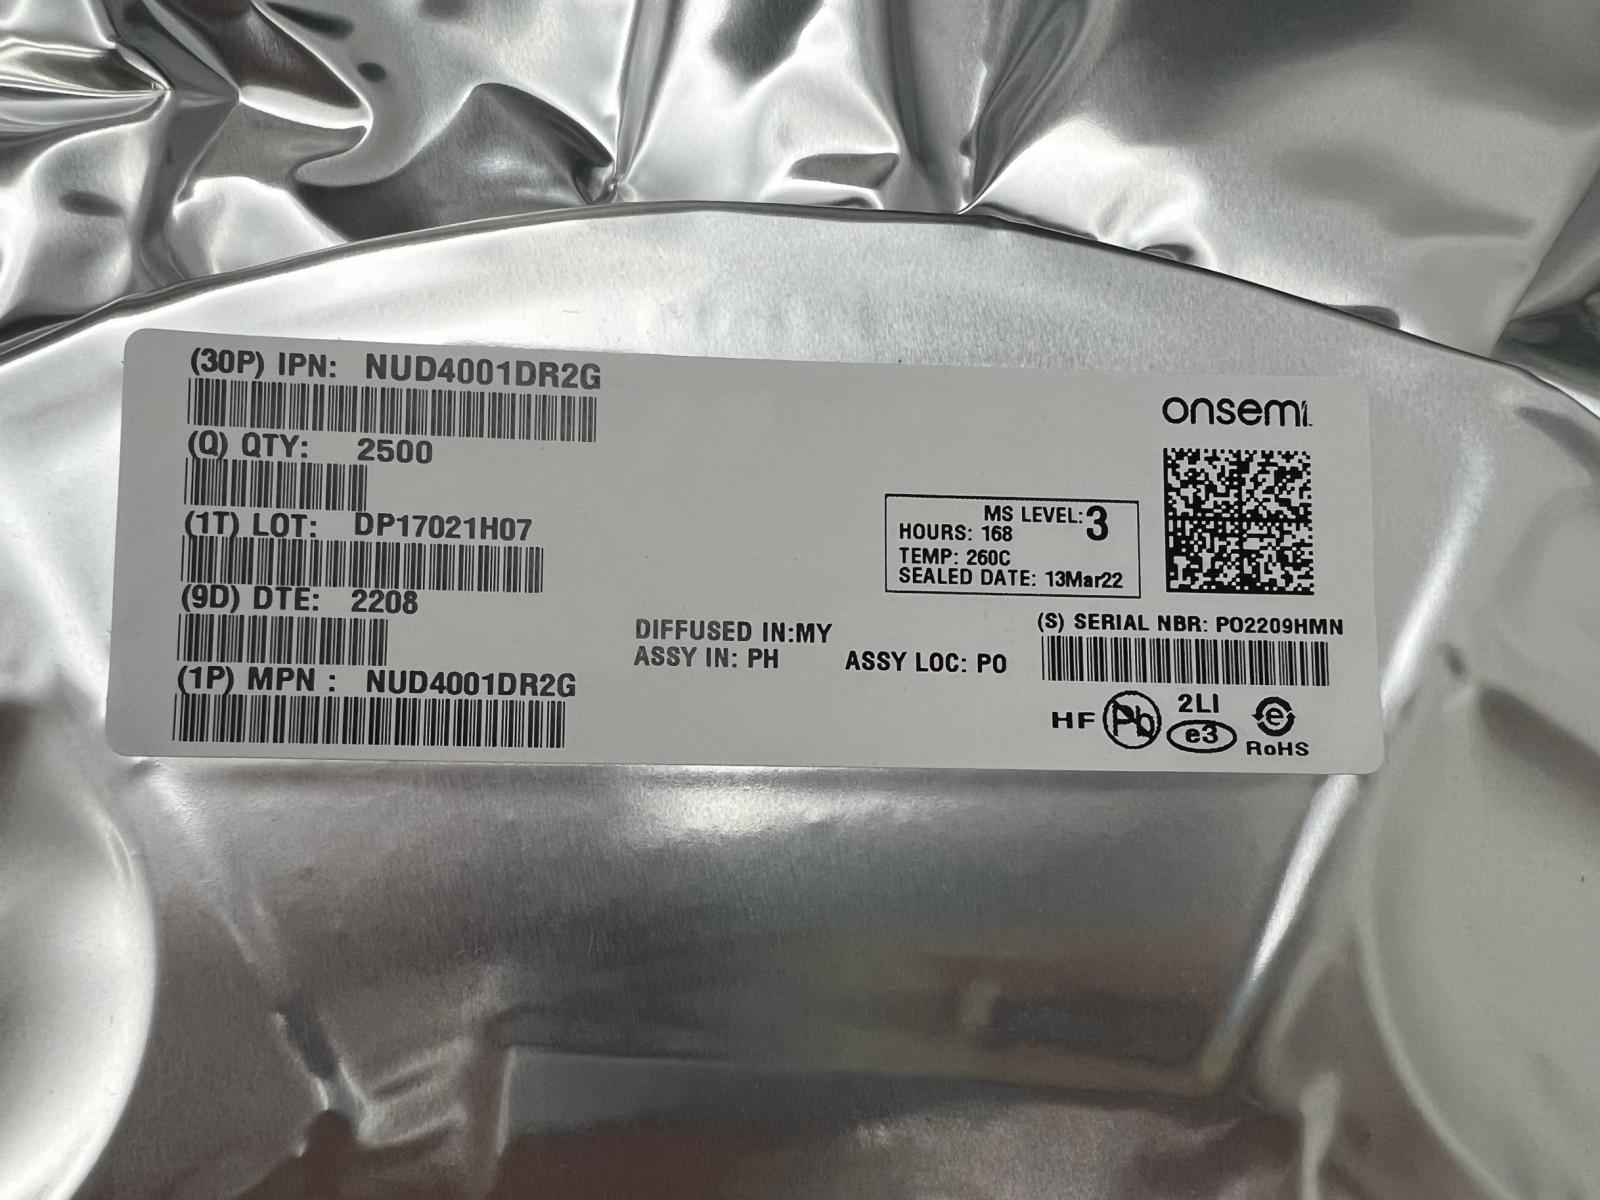 (30P) IPN: NUD4001DR2G
(Q) QTY: 2500
(1T) LOT: DP17021H07
(9D) DTE: 2208
(1P) MPN : NUD4001DR2G
DIFFUSED IN:MY
ASSY IN: PH ASSY LOC: PO
onsemi
MS LEVEL: 3
HOURS: 168
TEMP: 260C
SEALED DATE: 13Mar22
(S) SERIAL NBR: PO2209HMN
HF Pb 2LI e3 e
RoHS